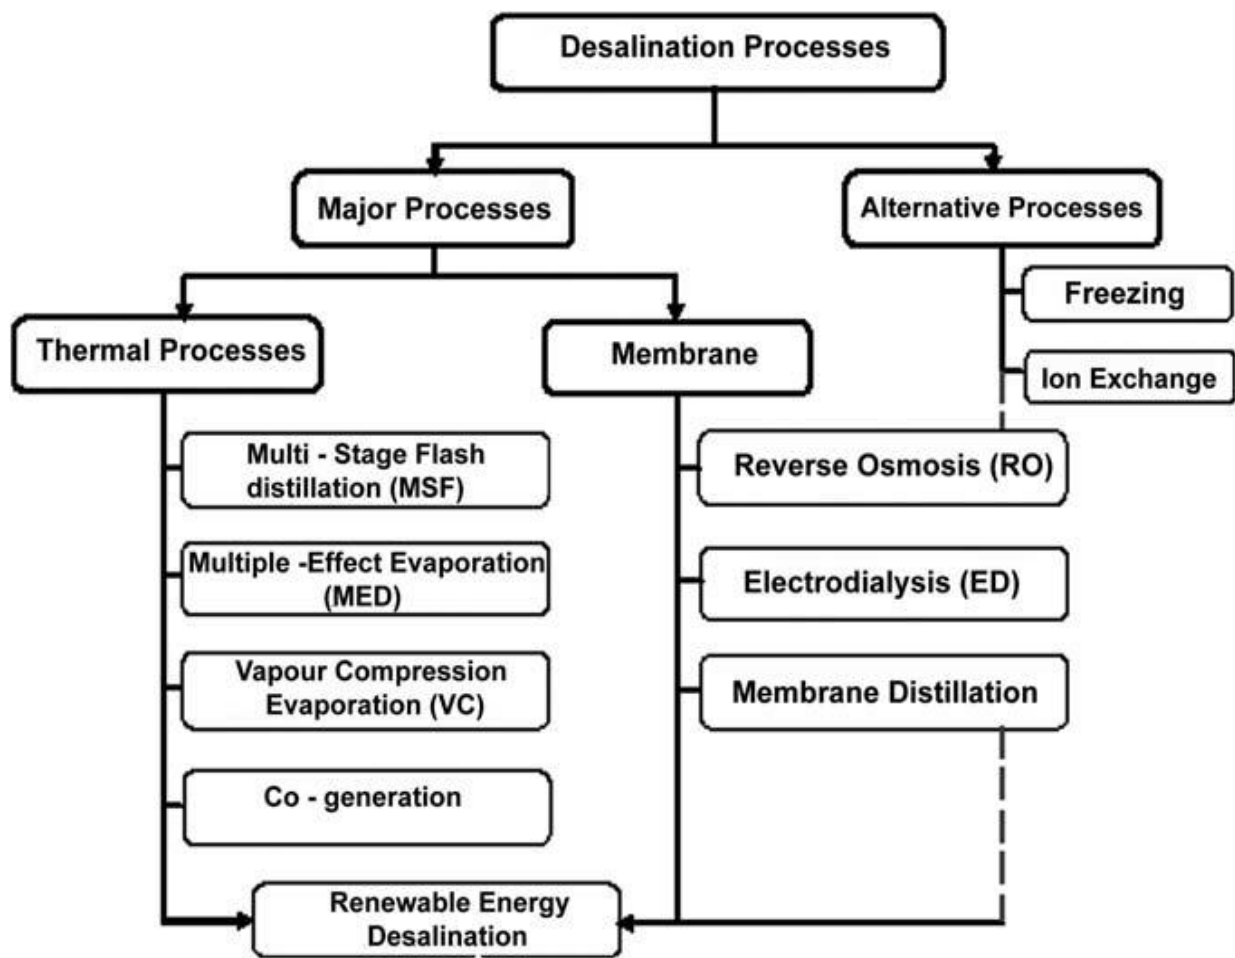 Desalination Processes
Major Processes
Alternative Processes
Freezing
Ion Exchange
Thermal Processes
Membrane
Multi - Stage Flash
distillation (MSF)
Multiple -Effect Evaporation
(MED)
Vapour Compression
Evaporation (VC)
Co - generation
Reverse Osmosis (RO)
Electrodialysis (ED)
Membrane Distillation
Renewable Energy
Desalination